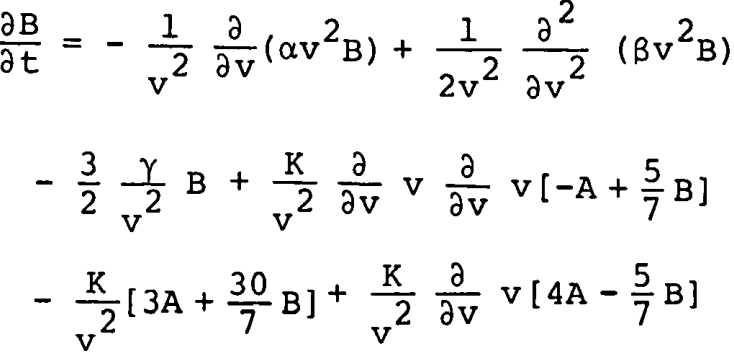 ∂B/∂t = - 1/v² ∂/∂v (αv²B) + 1/2v² ∂²/∂v² (βv²B)
- 3/2 γ/v² B + K/v² ∂/∂v v ∂/∂v v[-A + 5/7 B]
- K/v² [3A + 30/7 B] + K/v² ∂/∂v v[4A - 5/7 B]